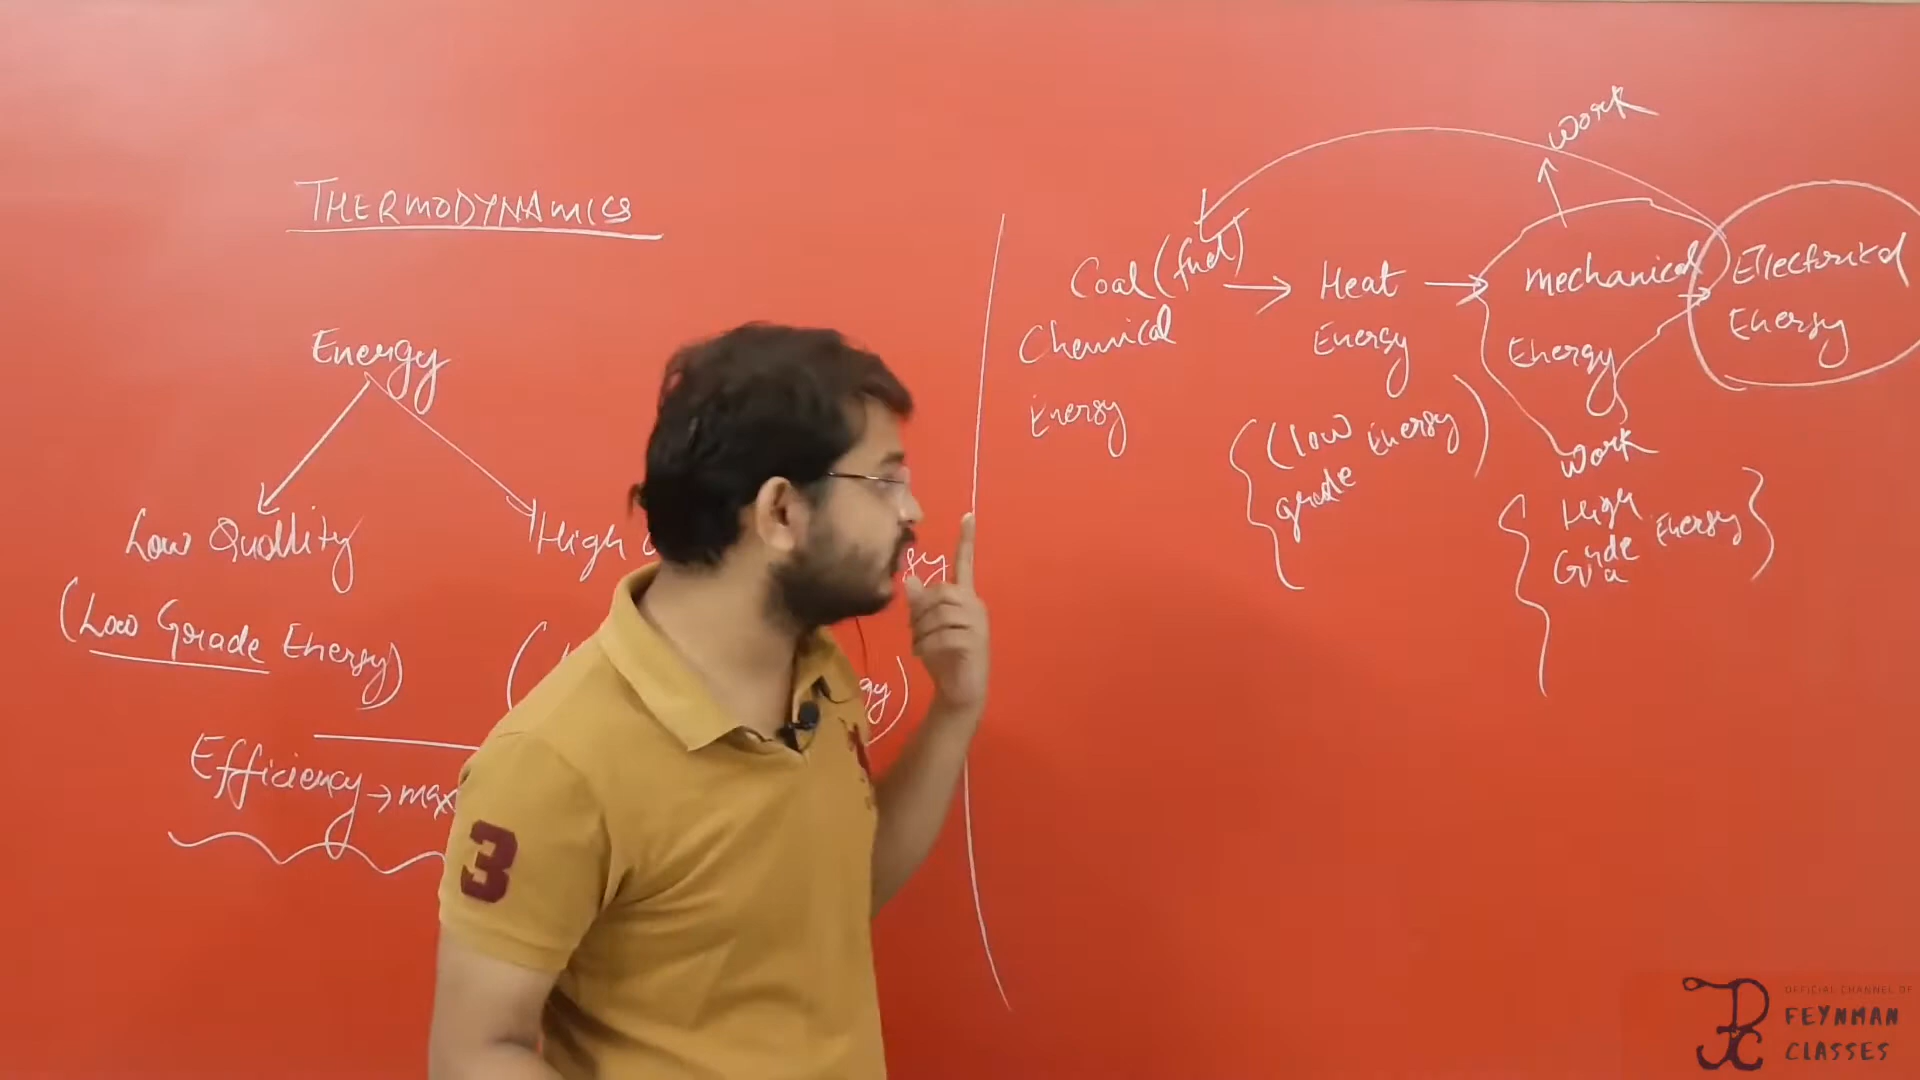 THERMODYNAMICS
Energy
Low Quality
High
(Low Grade Energy)
Efficiency → max
Work
Coal (fuel) → Heat → mechanical → Electrical
Chemical Energy Energy Energy
Energy
(low Energy)
grade
Work
High
Grade Energy
3
OFFICIAL CHANNEL OF
FEYNMAN
CLASSES